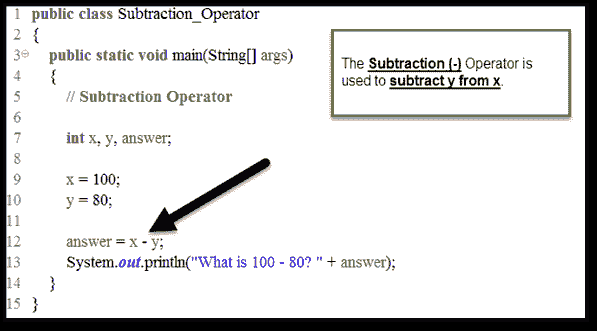 1 public class Subtraction_Operator
2 {
3 public static void main(String[] args)
4 {
5 // Subtraction Operator
6
7 int x, y, answer;
8
9 x = 100;
10 y = 80;
11
12 answer = x - y;
13 System.out.println("What is 100 - 80? " + answer);
14 }
15 }
The Subtraction (-) Operator is
used to subtract y from x.